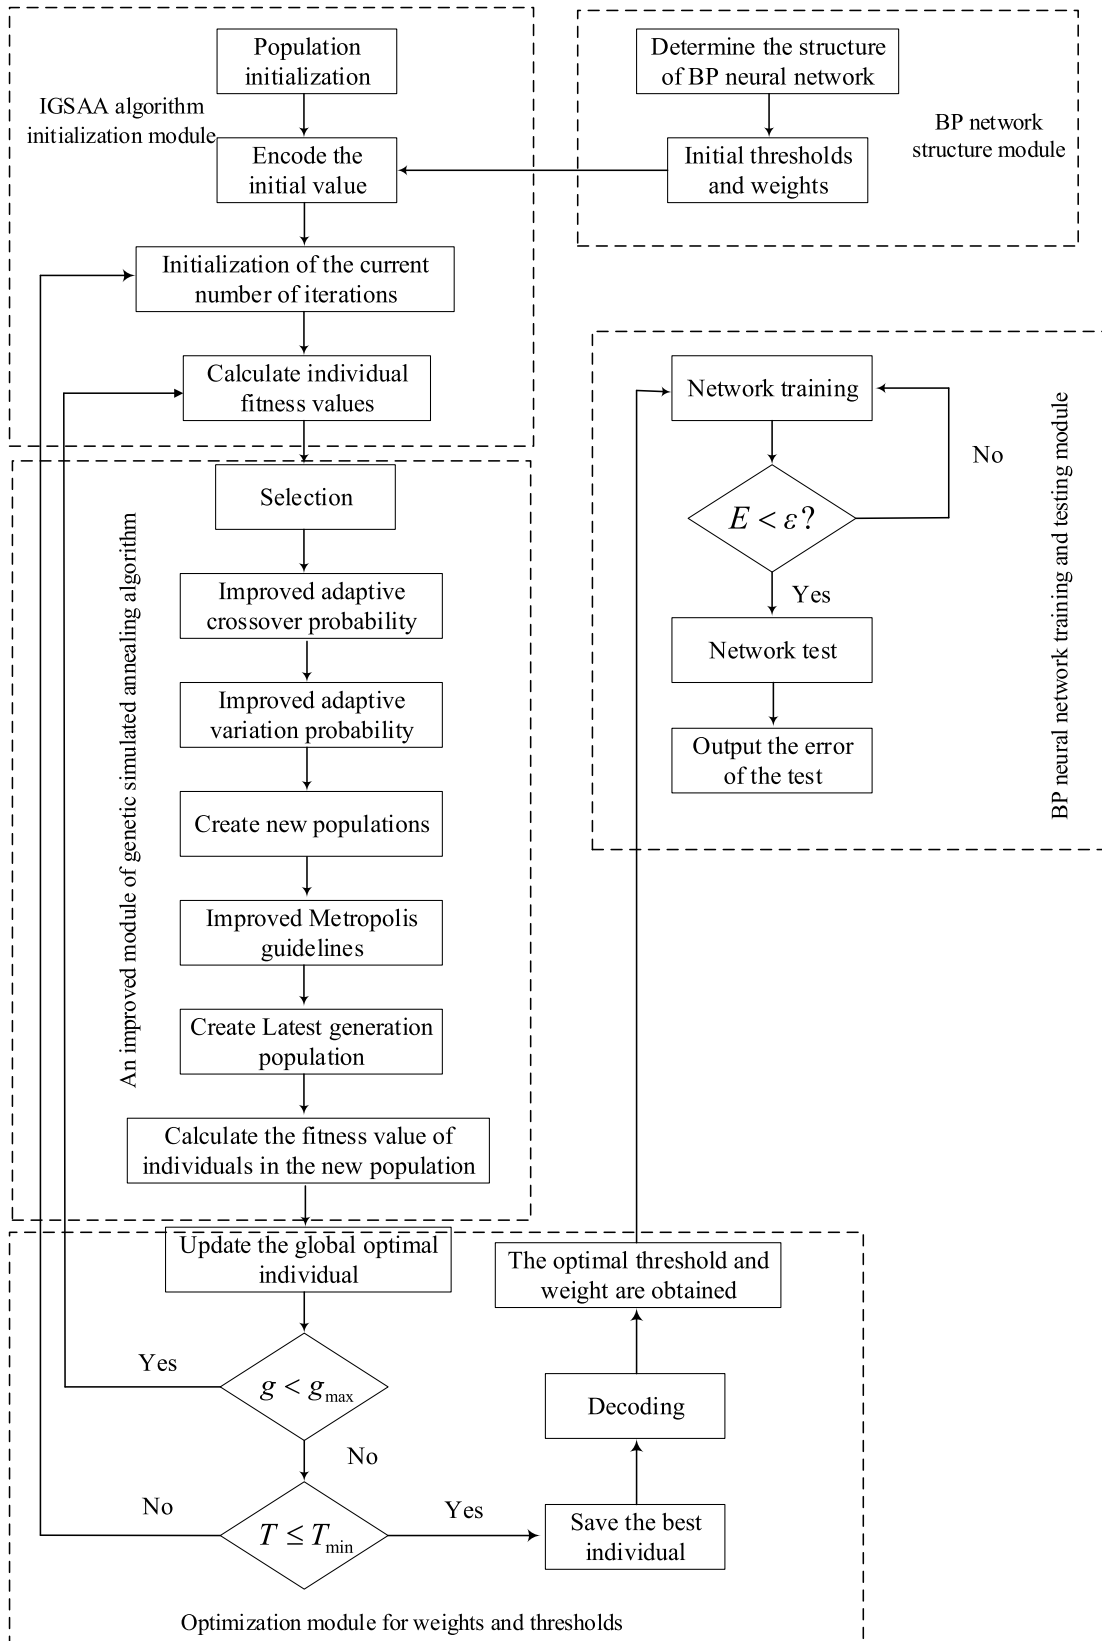 Population
initialization
IGSAA algorithm
initialization module
Encode the
initial value
Initialization of the current
number of iterations
Calculate individual
fitness values
Determine the structure
of BP neural network
Initial thresholds
and weights
BP network
structure module
Selection
Improved adaptive
crossover probability
Improved adaptive
variation probability
Create new populations
Improved Metropolis
guidelines
Create Latest generation
population
Calculate the fitness value of
individuals in the new population
An improved module of genetic simulated annealing algorithm
Network training
No
E < ε?
Yes
Network test
Output the error
of the test
BP neural network training and testing module
Update the global optimal
individual
Yes
g < gmax
No
No
T ≤ Tmin
Yes
Save the best
individual
Decoding
The optimal threshold and
weight are obtained
Optimization module for weights and thresholds